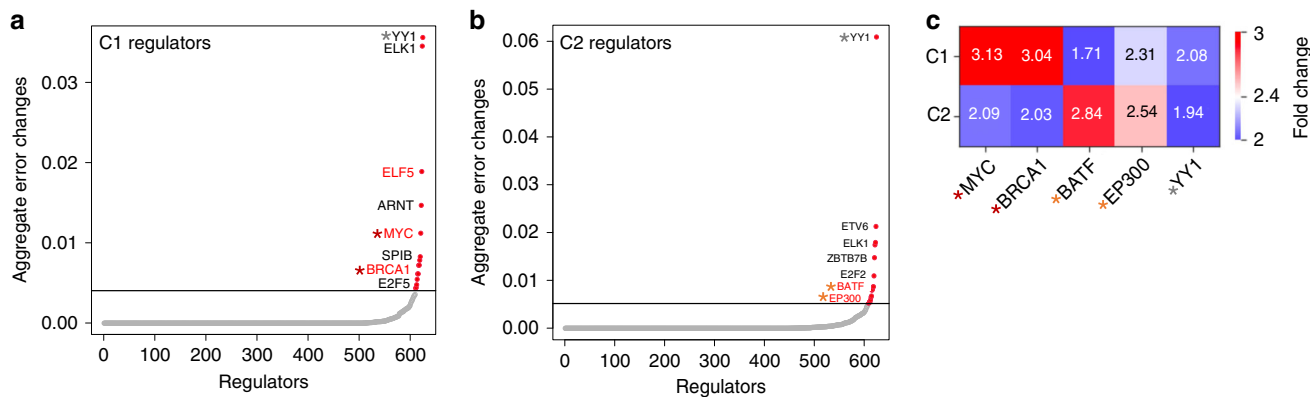 a
C1 regulators
*YY1
ELK1
ELF5
ARNT
*MYC
SPIB
*BRCA1
E2F5
Aggregate error changes
0.03
0.02
0.01
0.00
0 100 200 300 400 500 600
Regulators
b
C2 regulators
*YY1
ETV6
ELK1
ZBTB7B
E2F2
*BATF
*EP300
Aggregate error changes
0.06
0.05
0.04
0.03
0.02
0.01
0.00
0 100 200 300 400 500 600
Regulators
c
C1 3.13 3.04 1.71 2.31 2.08
C2 2.09 2.03 2.84 2.54 1.94
*MYC *BRCA1 *BATF *EP300 *YY1
3
2.4
2
Fold change